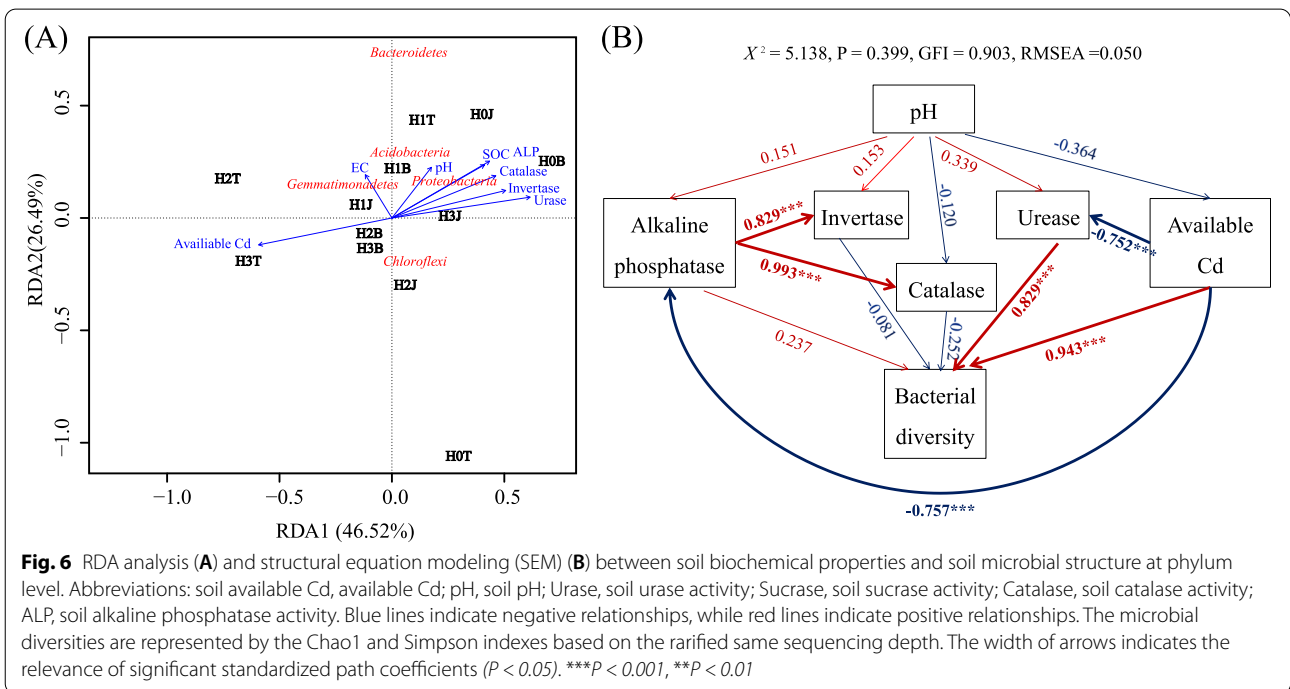 (A)
Bacteroidetes
H1T
H0J
Acidobacteria
SOC
ALP
EC
H1B
pH
H0B
Catalase
H2T
Gemmatimonadetes
Proteobacteria
Invertase
Urase
H1J
H3J
H2B
Availiable Cd
H3B
H3T
Chloroflexi
H2J
H0T
RDA2(26.49%)
0.5
0.0
−0.5
−1.0
−1.0
−0.5
0.0
0.5
RDA1 (46.52%)
(B)
X² = 5.138, P = 0.399, GFI = 0.903, RMSEA =0.050
pH
0.151
0.153
-0.120
0.339
-0.364
Alkaline
phosphatase
Invertase
Urease
Available
Cd
0.829***
-0.752***
0.993***
Catalase
0.829***
-0.081
-0.252
0.237
0.943***
Bacterial
diversity
-0.757***
Fig. 6 RDA analysis (A) and structural equation modeling (SEM) (B) between soil biochemical properties and soil microbial structure at phylum
level. Abbreviations: soil available Cd, available Cd; pH, soil pH; Urase, soil urase activity; Sucrase, soil sucrase activity; Catalase, soil catalase activity;
ALP, soil alkaline phosphatase activity. Blue lines indicate negative relationships, while red lines indicate positive relationships. The microbial
diversities are represented by the Chao1 and Simpson indexes based on the rarified same sequencing depth. The width of arrows indicates the
relevance of significant standardized path coefficients (P < 0.05). ***P < 0.001, **P < 0.01